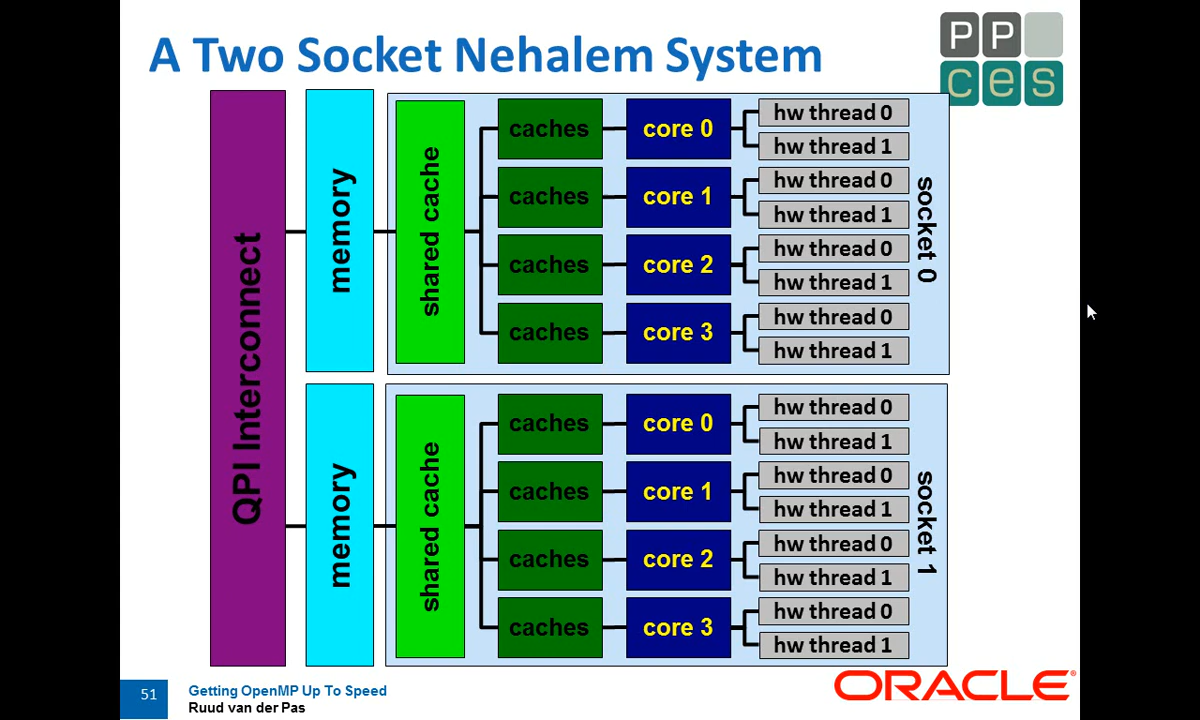 A Two Socket Nehalem System
PP
ces
QPI Interconnect
memory
shared cache
caches
core 0
hw thread 0
hw thread 1
caches
core 1
hw thread 0
hw thread 1
caches
core 2
hw thread 0
hw thread 1
caches
core 3
hw thread 0
hw thread 1
socket 0
memory
shared cache
caches
core 0
hw thread 0
hw thread 1
caches
core 1
hw thread 0
hw thread 1
caches
core 2
hw thread 0
hw thread 1
caches
core 3
hw thread 0
hw thread 1
socket 1
51
Getting OpenMP Up To Speed
Ruud van der Pas
ORACLE®